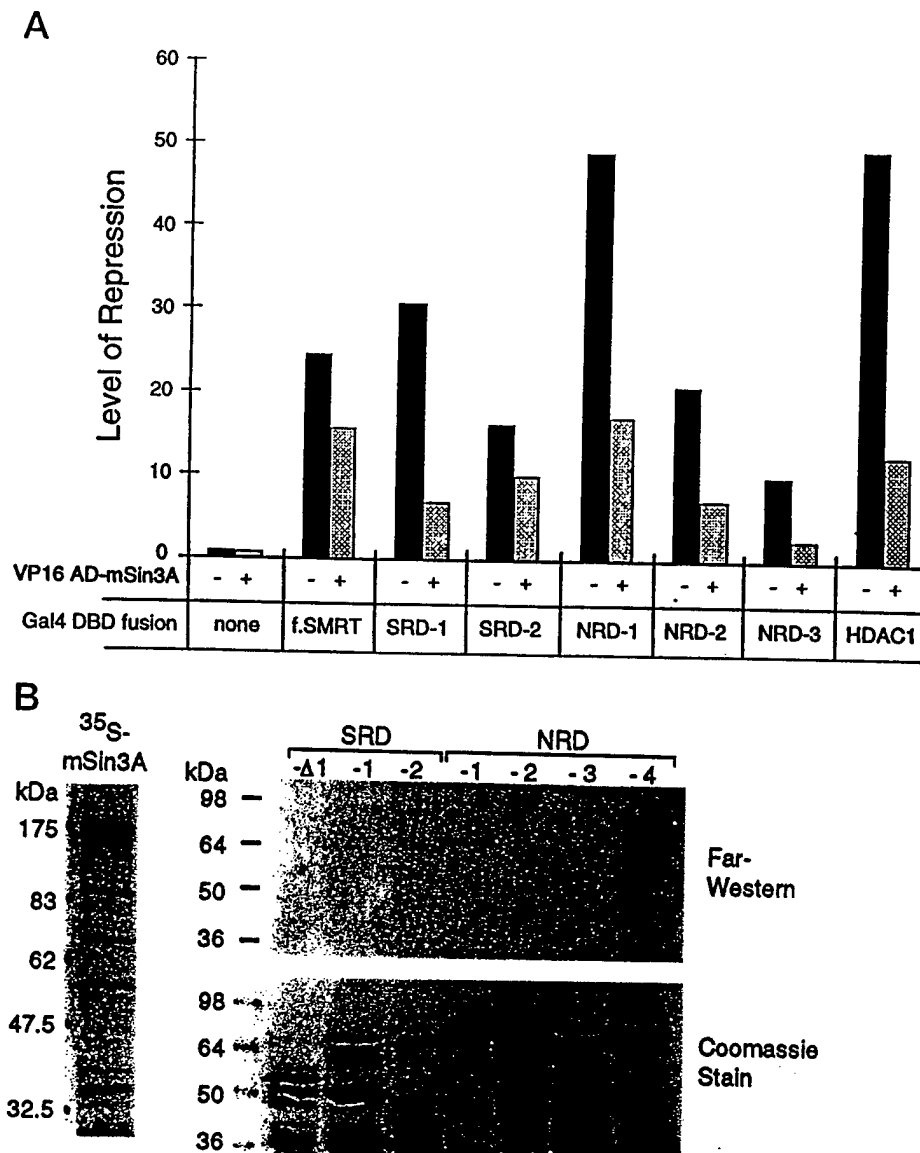 A
60
50
40
30
20
10
0
Level of Repression
VP16 AD-mSin3A - + - + - + - + - + - + - + - +
Gal4 DBD fusion none f.SMRT SRD-1 SRD-2 NRD-1 NRD-2 NRD-3 HDAC1
B
35S-
mSin3A
kDa
175
83
62
47.5
32.5
SRD NRD
kDa -Δ1 -1 -2 -1 -2 -3 -4
98
64
50
36
Far-
Western
98
64
50
36
Coomassie
Stain